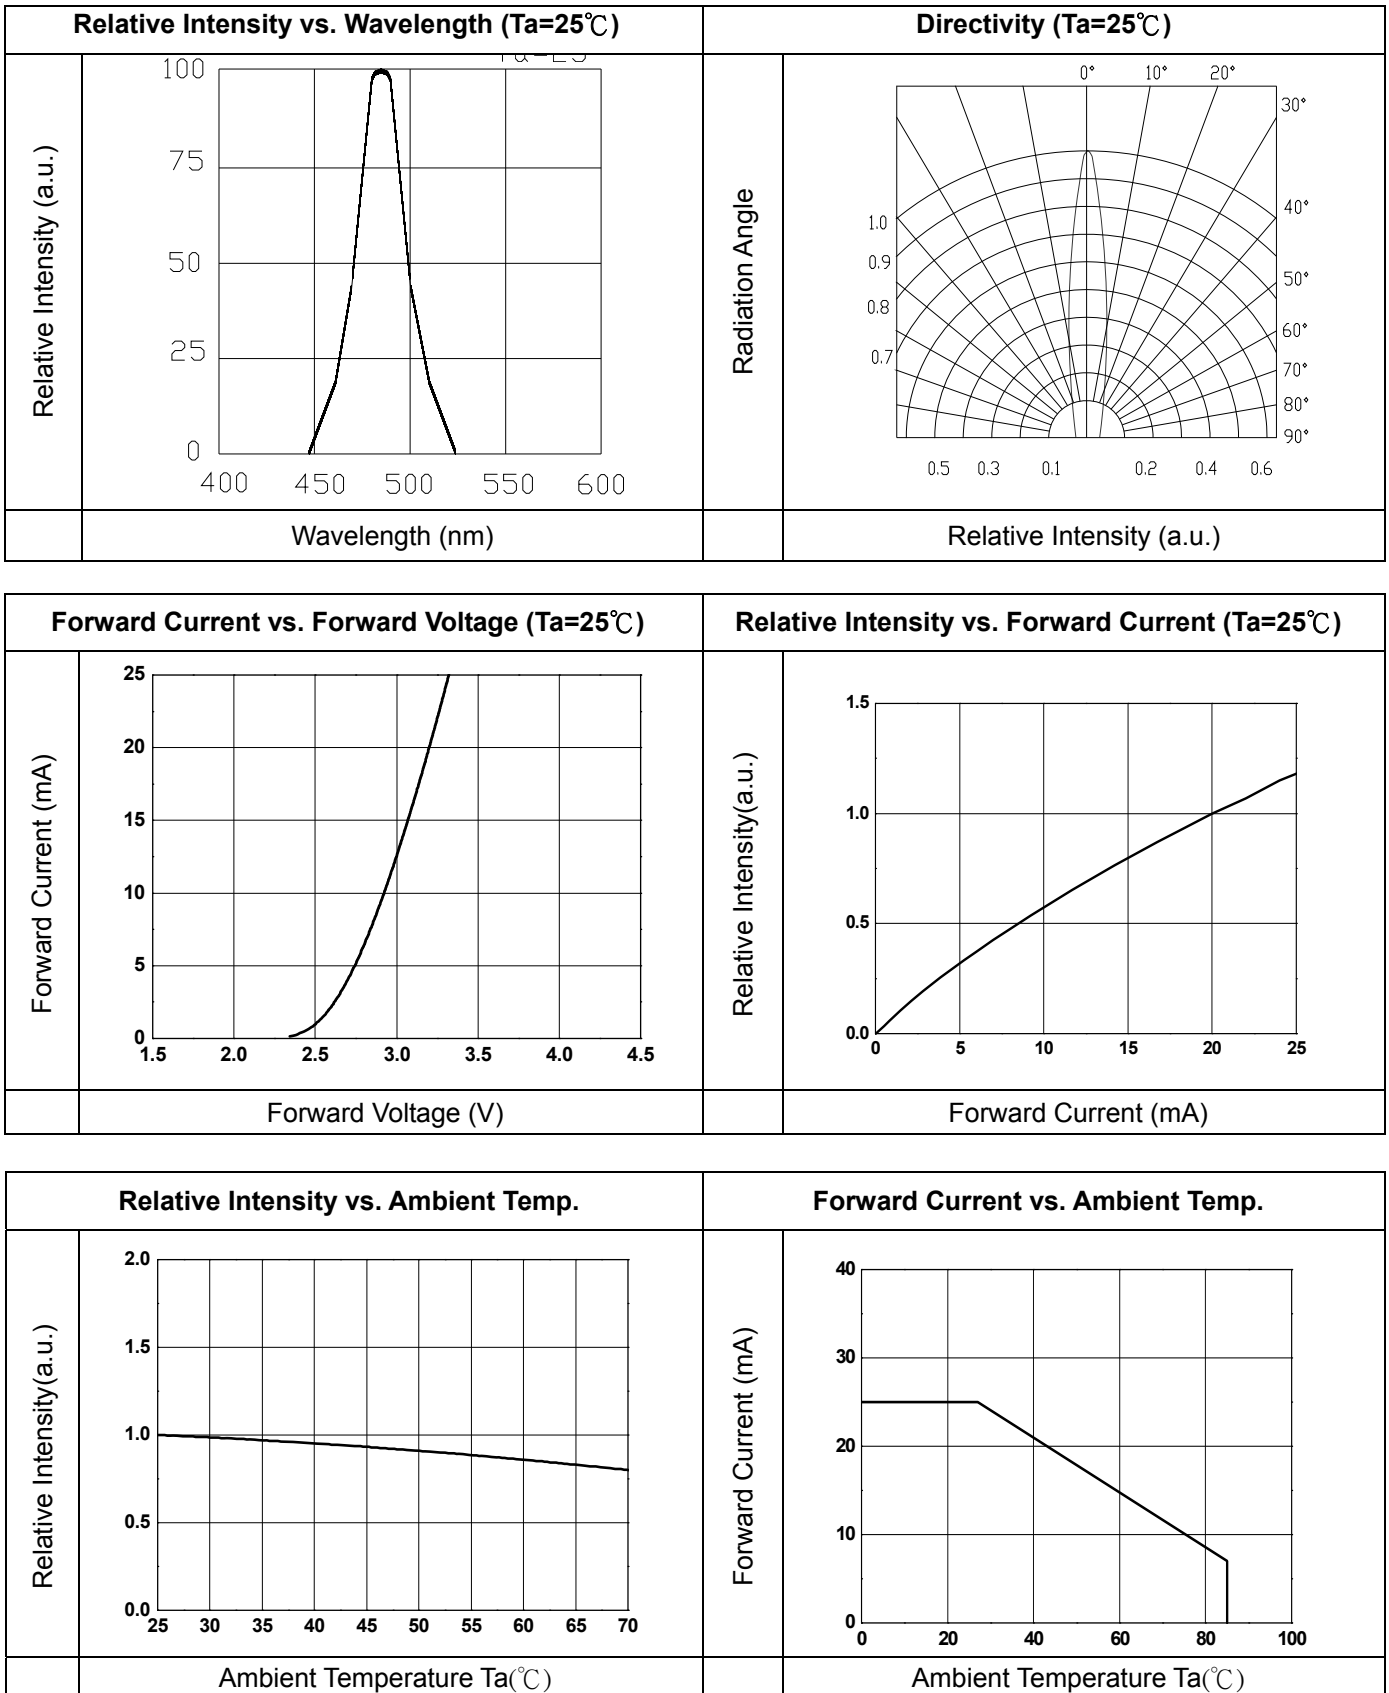 Relative Intensity vs. Wavelength (Ta=25℃)
Directivity (Ta=25℃)
Relative Intensity (a.u.)
100
75
50
25
0
400 450 500 550 600
Wavelength (nm)
Radiation Angle
0° 10° 20°
30°
40°
50°
60°
70°
80°
90°
1.0
0.9
0.8
0.7
0.5 0.3 0.1 0.2 0.4 0.6
Relative Intensity (a.u.)
Forward Current vs. Forward Voltage (Ta=25℃)
Relative Intensity vs. Forward Current (Ta=25℃)
Forward Current (mA)
25
20
15
10
5
0
1.5 2.0 2.5 3.0 3.5 4.0 4.5
Forward Voltage (V)
Relative Intensity(a.u.)
1.5
1.0
0.5
0.0
0 5 10 15 20 25
Forward Current (mA)
Relative Intensity vs. Ambient Temp.
Forward Current vs. Ambient Temp.
Relative Intensity(a.u.)
2.0
1.5
1.0
0.5
0.0
25 30 35 40 45 50 55 60 65 70
Ambient Temperature Ta(℃)
Forward Current (mA)
40
30
20
10
0
0 20 40 60 80 100
Ambient Temperature Ta(℃)